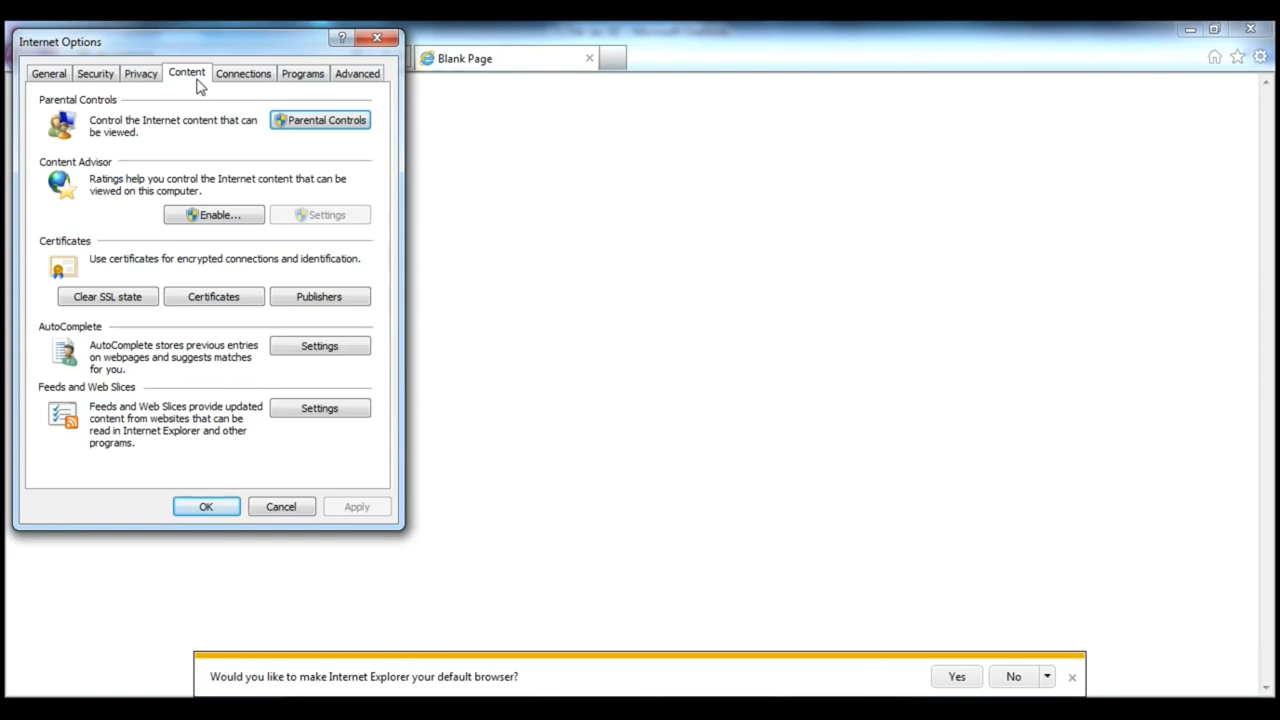 Internet Options
Blank Page
General Security Privacy Content Connections Programs Advanced
Parental Controls
Control the Internet content that can
be viewed.
Parental Controls
Content Advisor
Ratings help you control the Internet content that can be
viewed on this computer.
Enable...
Settings
Certificates
Use certificates for encrypted connections and identification.
Clear SSL state
Certificates
Publishers
AutoComplete
AutoComplete stores previous entries
on webpages and suggests matches
for you.
Settings
Feeds and Web Slices
Feeds and Web Slices provide updated
content from websites that can be
read in Internet Explorer and other
programs.
Settings
OK
Cancel
Apply
Would you like to make Internet Explorer your default browser?
Yes
No